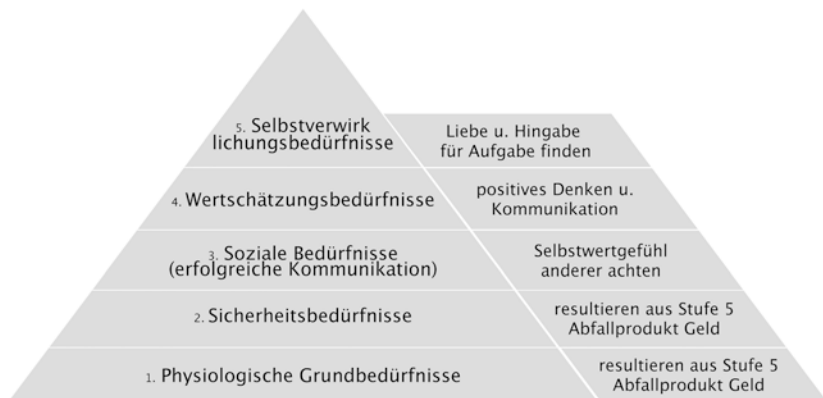 5. Selbstverwirk
lichungsbedürfnisse
Liebe u. Hingabe
für Aufgabe finden
4. Wertschätzungsbedürfnisse
positives Denken u.
Kommunikation
3. Soziale Bedürfnisse
(erfolgreiche Kommunikation)
Selbstwertgefühl
anderer achten
2. Sicherheitsbedürfnisse
resultieren aus Stufe 5
Abfallprodukt Geld
1. Physiologische Grundbedürfnisse
resultieren aus Stufe 5
Abfallprodukt Geld